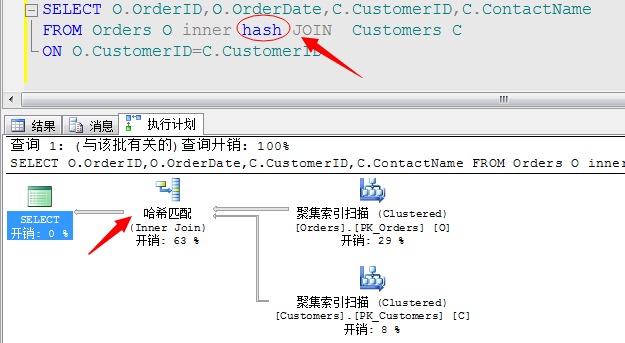 SELECT O.OrderID,O.OrderDate,C.CustomerID,C.ContactName
FROM Orders O inner hash JOIN  Customers C
ON O.CustomerID=C.CustomerID
结果 消息 执行计划
查询 1: (与该批有关的)查询开销: 100%
SELECT O.OrderID,O.OrderDate,C.CustomerID,C.ContactName FROM Orders O inner
SELECT
开销: 0 %
哈希匹配
(Inner Join)
开销: 63 %
聚集索引扫描 (Clustered)
[Orders].[PK_Orders] [O]
开销: 29 %
聚集索引扫描 (Clustered)
[Customers].[PK_Customers] [C]
开销: 8 %